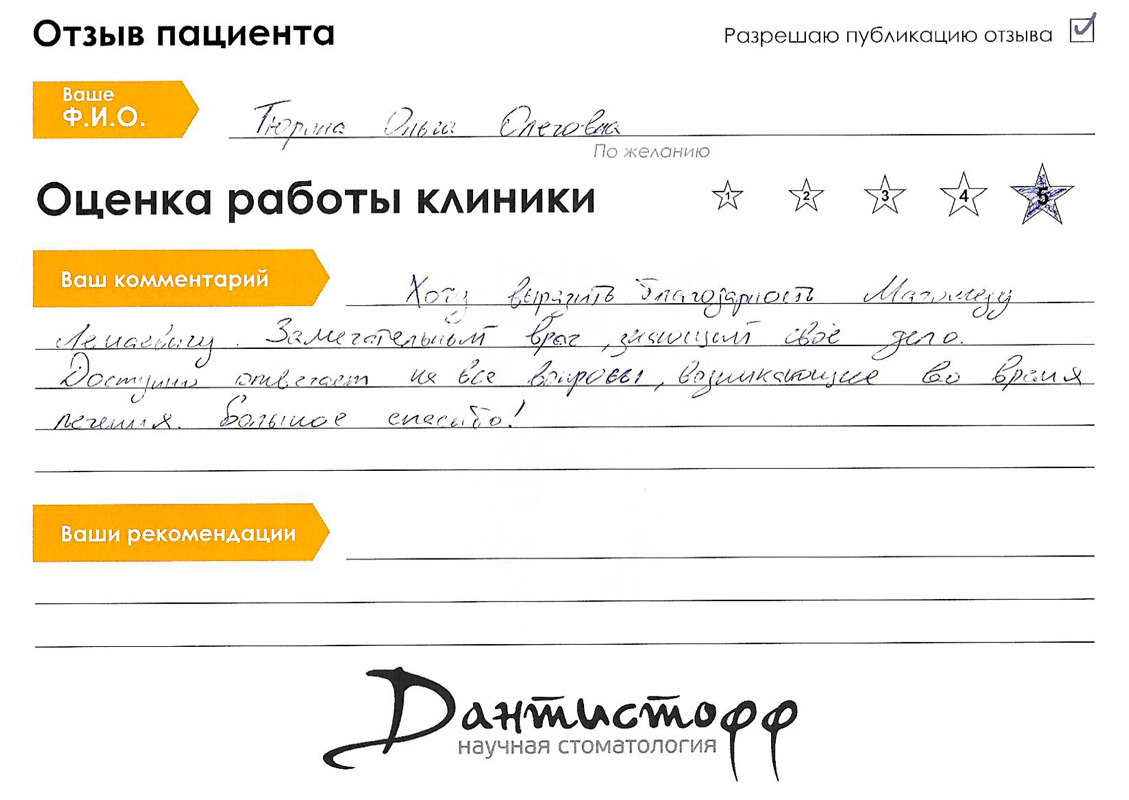 Отзыв пациента
Разрешаю публикацию отзыва
Ваше
Ф.И.О.
Ольга Олеговна
По желанию
Оценка работы клиники
1 2 3 4 5
Ваш комментарий
Хочу выразить благодарность Магомеду
Замечательный врач, знающий своё дело.
Доступно отвечает на все вопросы, возникающие во время
лечения. Большое спасибо!
Ваши рекомендации
Дантистофф
научная стоматология